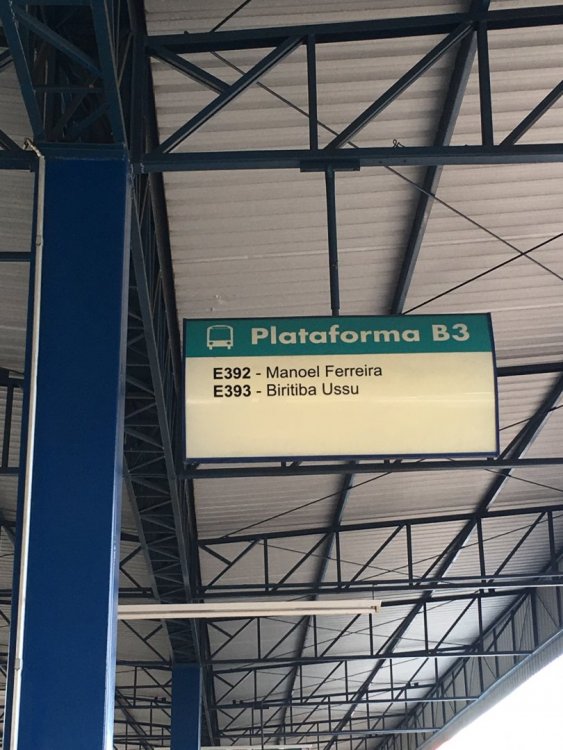 Plataforma B3
E392 - Manoel Ferreira
E393 - Biritiba Ussu